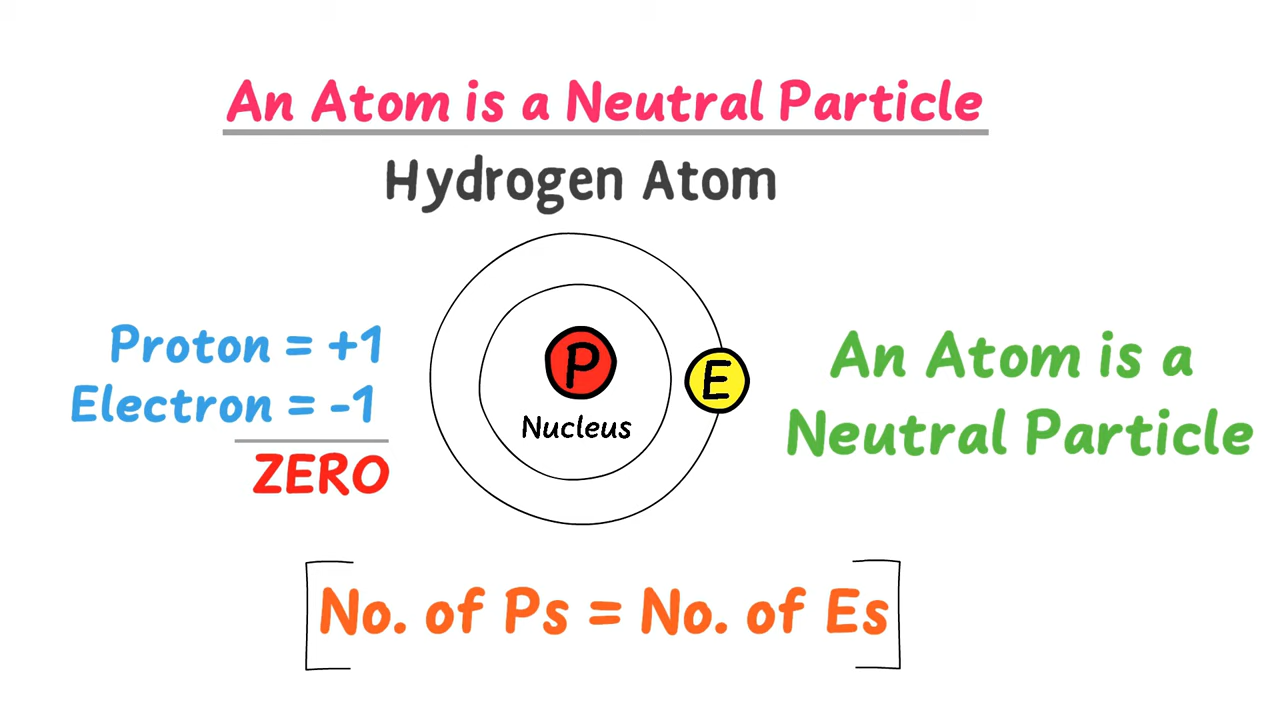 An Atom is a Neutral Particle
Hydrogen Atom
Proton = +1
Electron = -1
ZERO
P
Nucleus
E
An Atom is a
Neutral Particle
No. of Ps = No. of Es